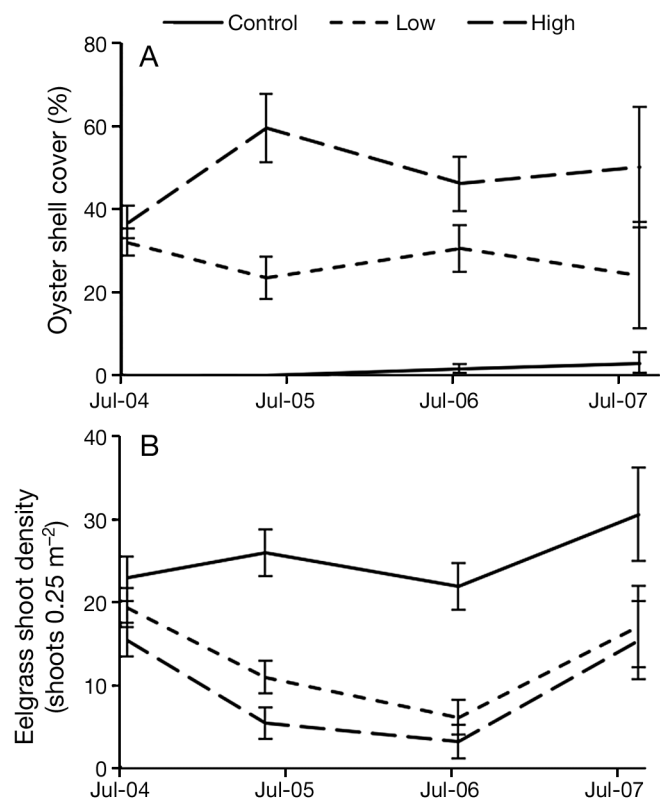 Control Low High
A
Oyster shell cover (%)
80
60
40
20
0
Jul-04 Jul-05 Jul-06 Jul-07
B
Eelgrass shoot density
(shoots 0.25 m⁻²)
40
30
20
10
0
Jul-04 Jul-05 Jul-06 Jul-07